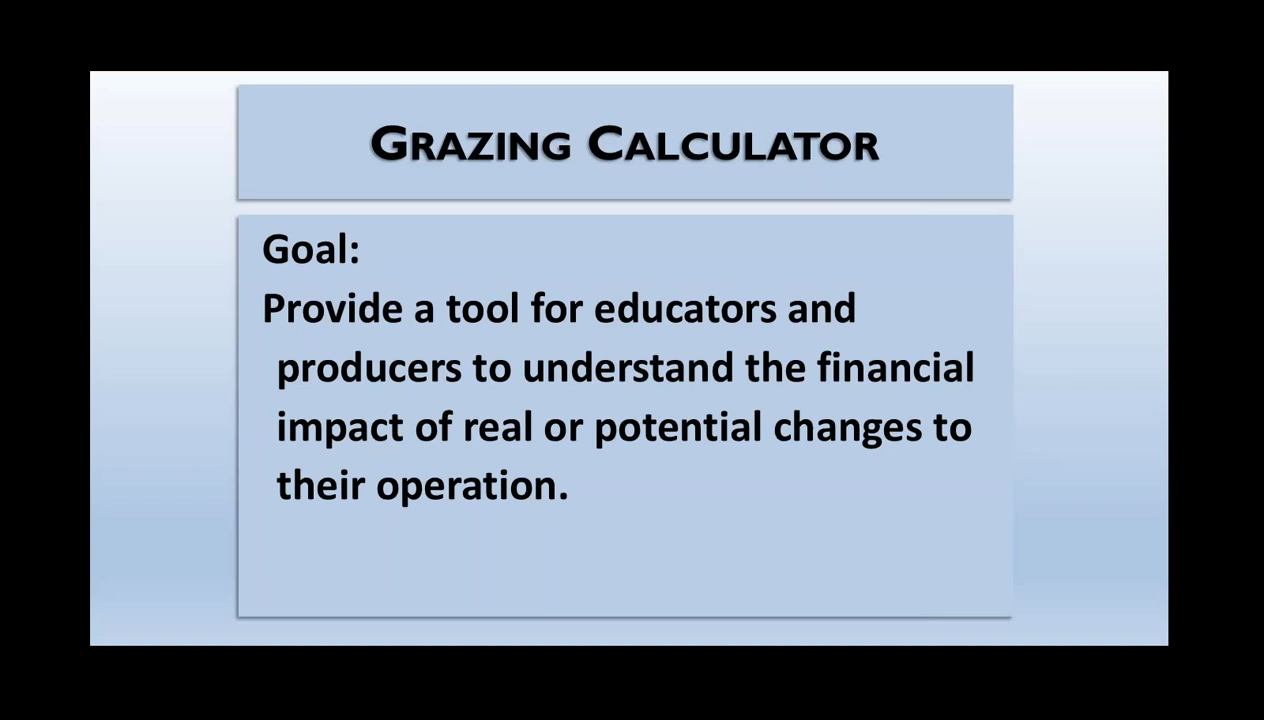 GRAZING CALCULATOR
Goal:
Provide a tool for educators and
producers to understand the financial
impact of real or potential changes to
their operation.